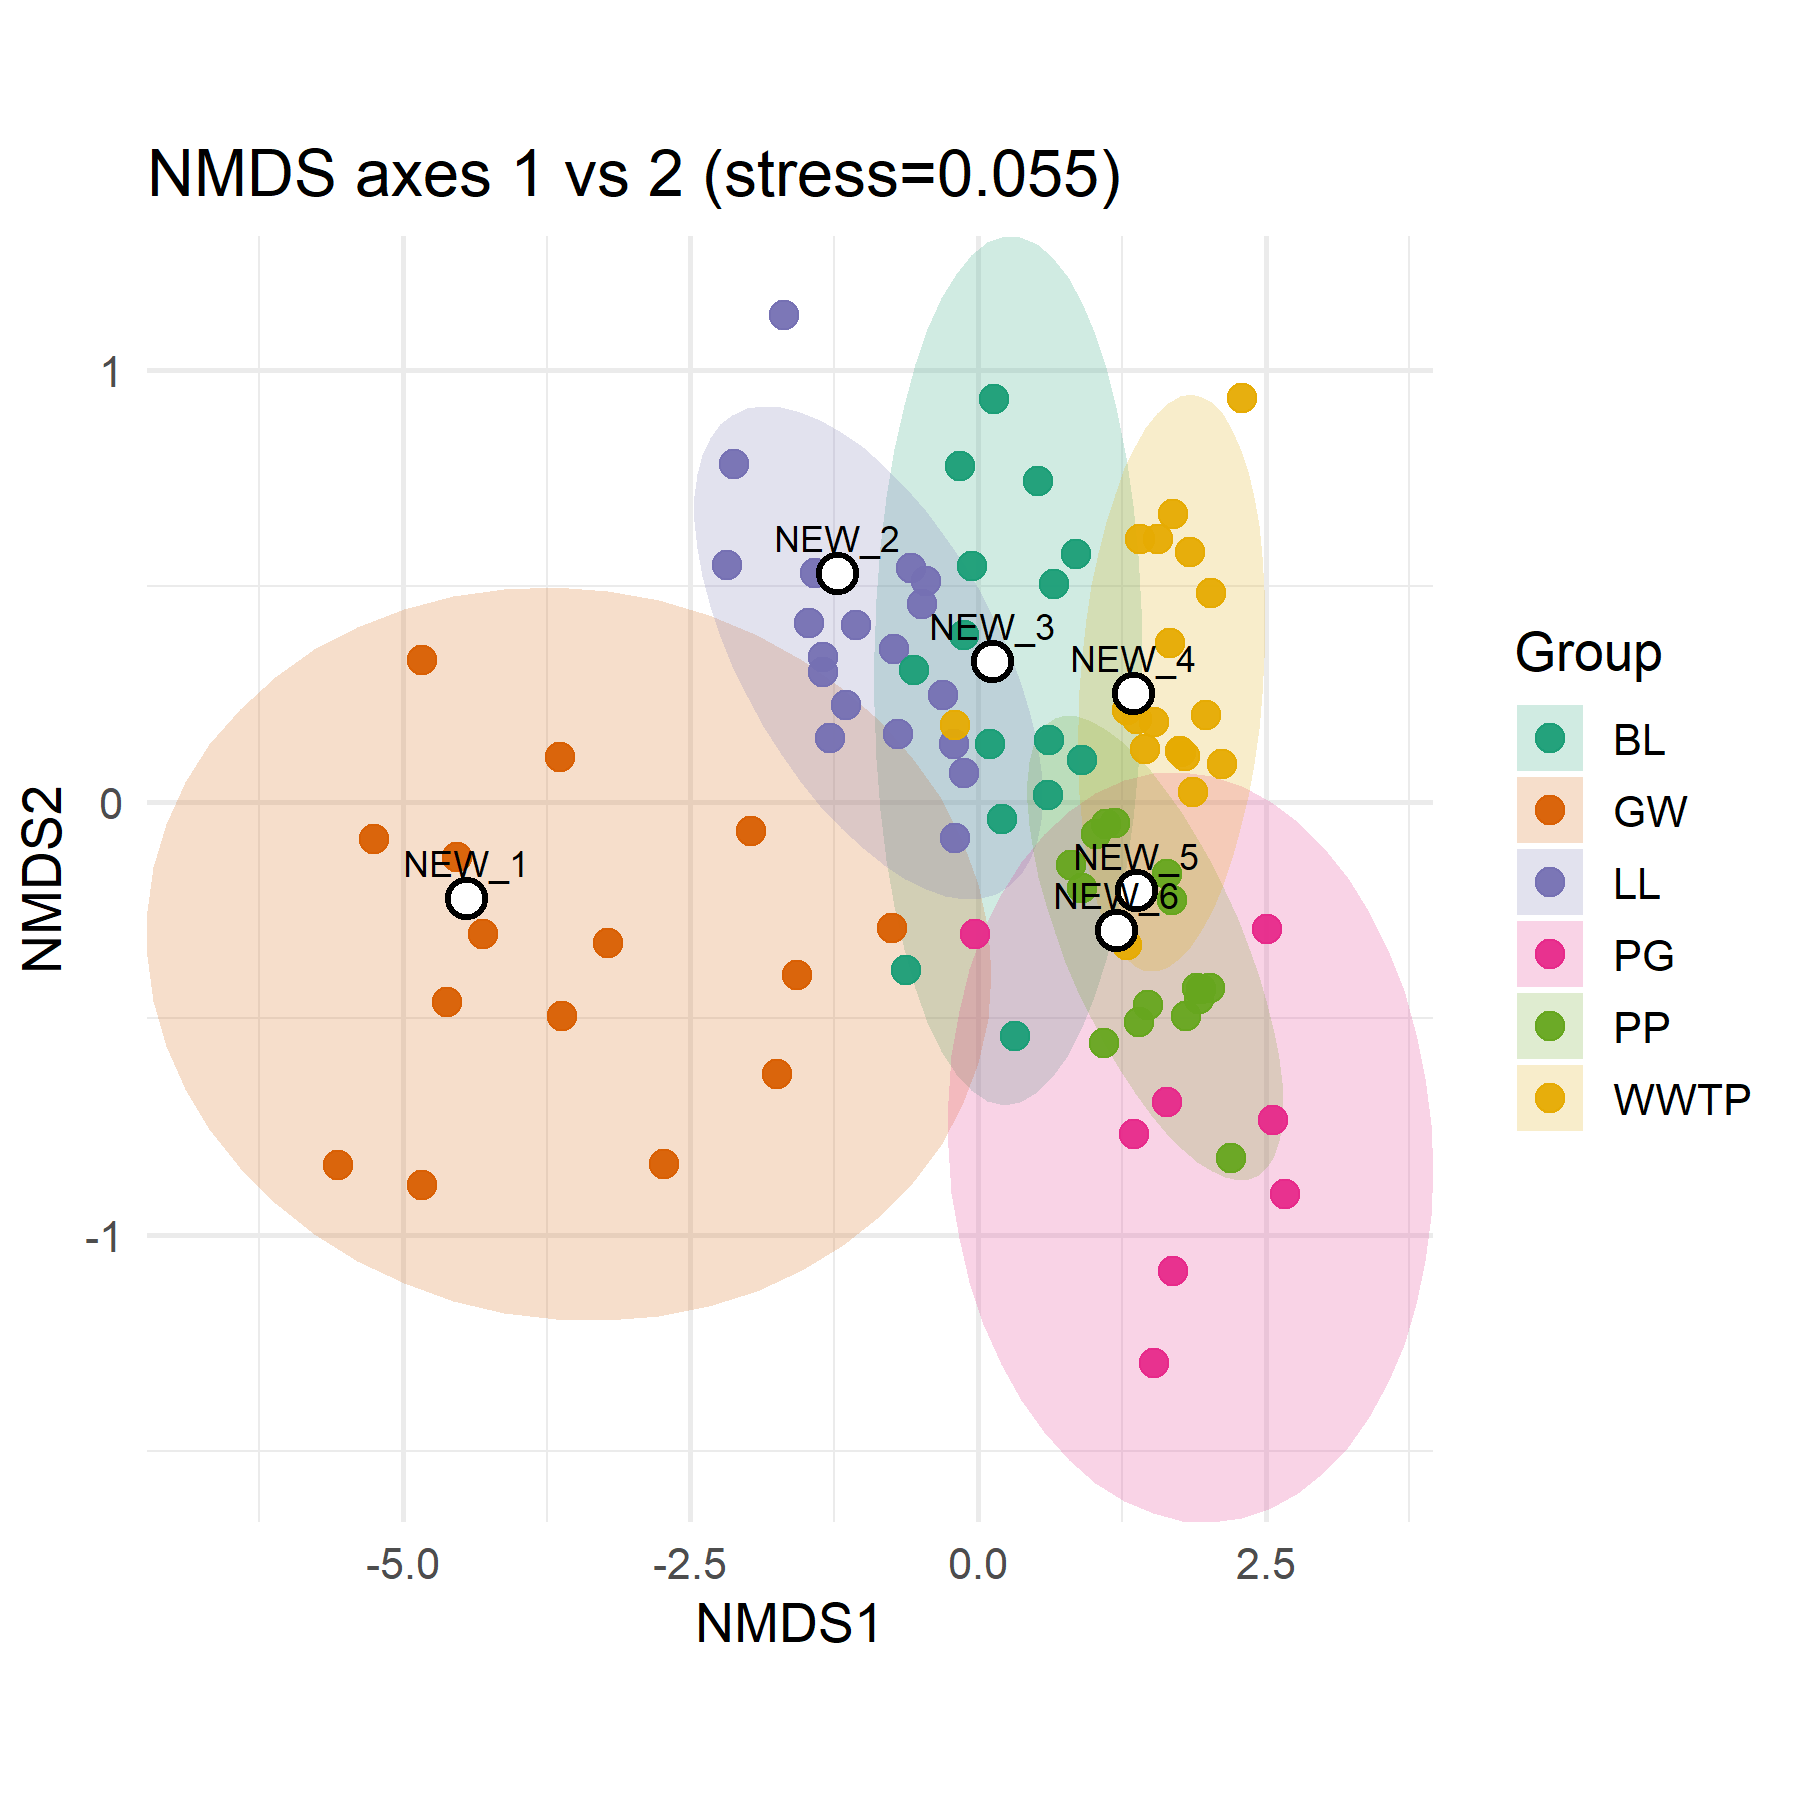 NMDS axes 1 vs 2 (stress=0.055)
1
0
-1
NMDS2
NEW_2
NEW_3
NEW_4
NEW_1
NEW_5
NEW_6
-5.0
-2.5
0.0
2.5
NMDS1
Group
BL
GW
LL
PG
PP
WWTP